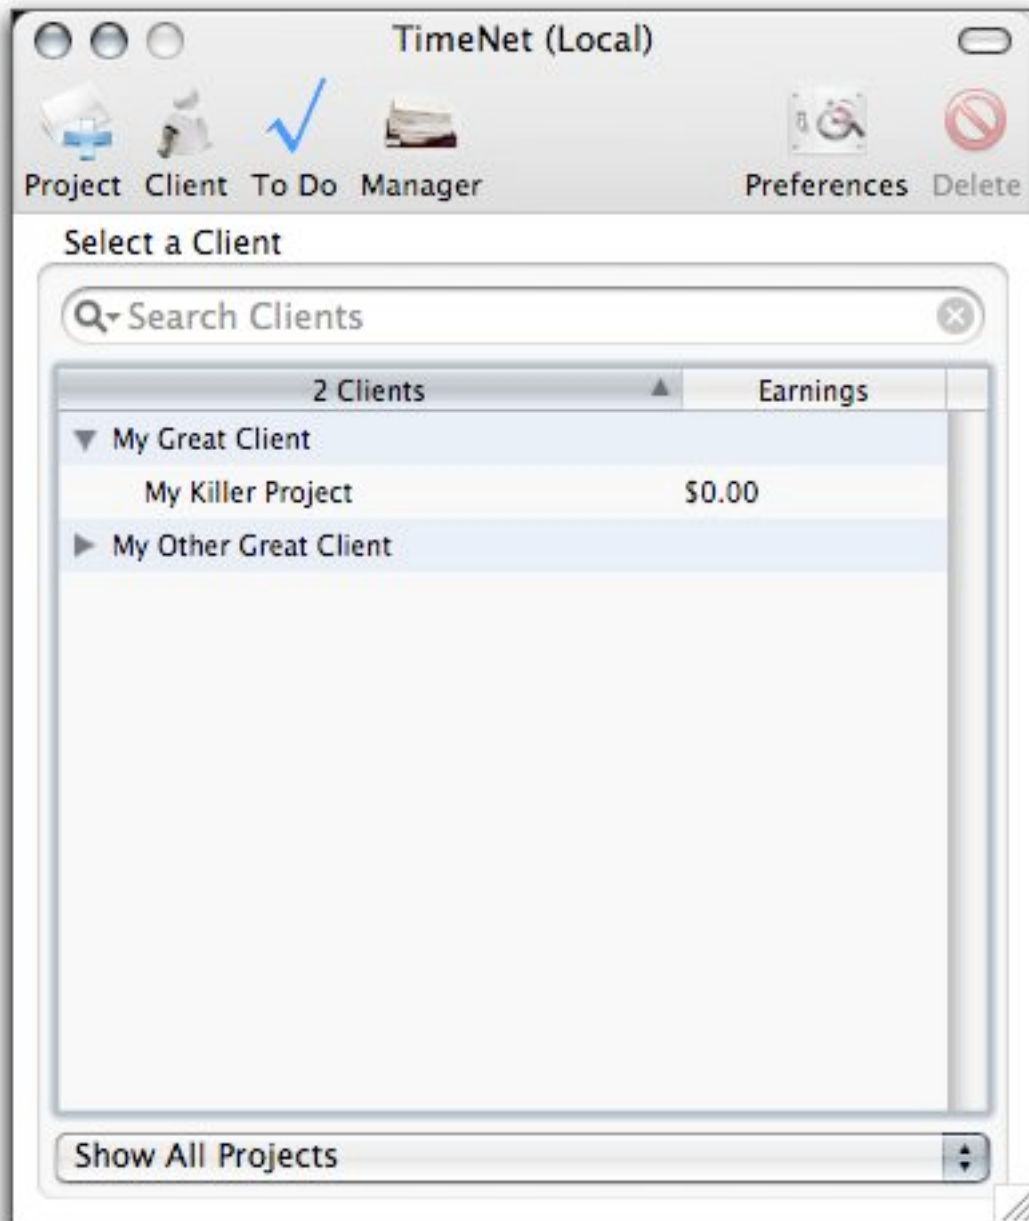 TimeNet (Local)
Project Client To Do Manager Preferences Delete
Select a Client
Search Clients
2 Clients Earnings
My Great Client
My Killer Project $0.00
My Other Great Client
Show All Projects